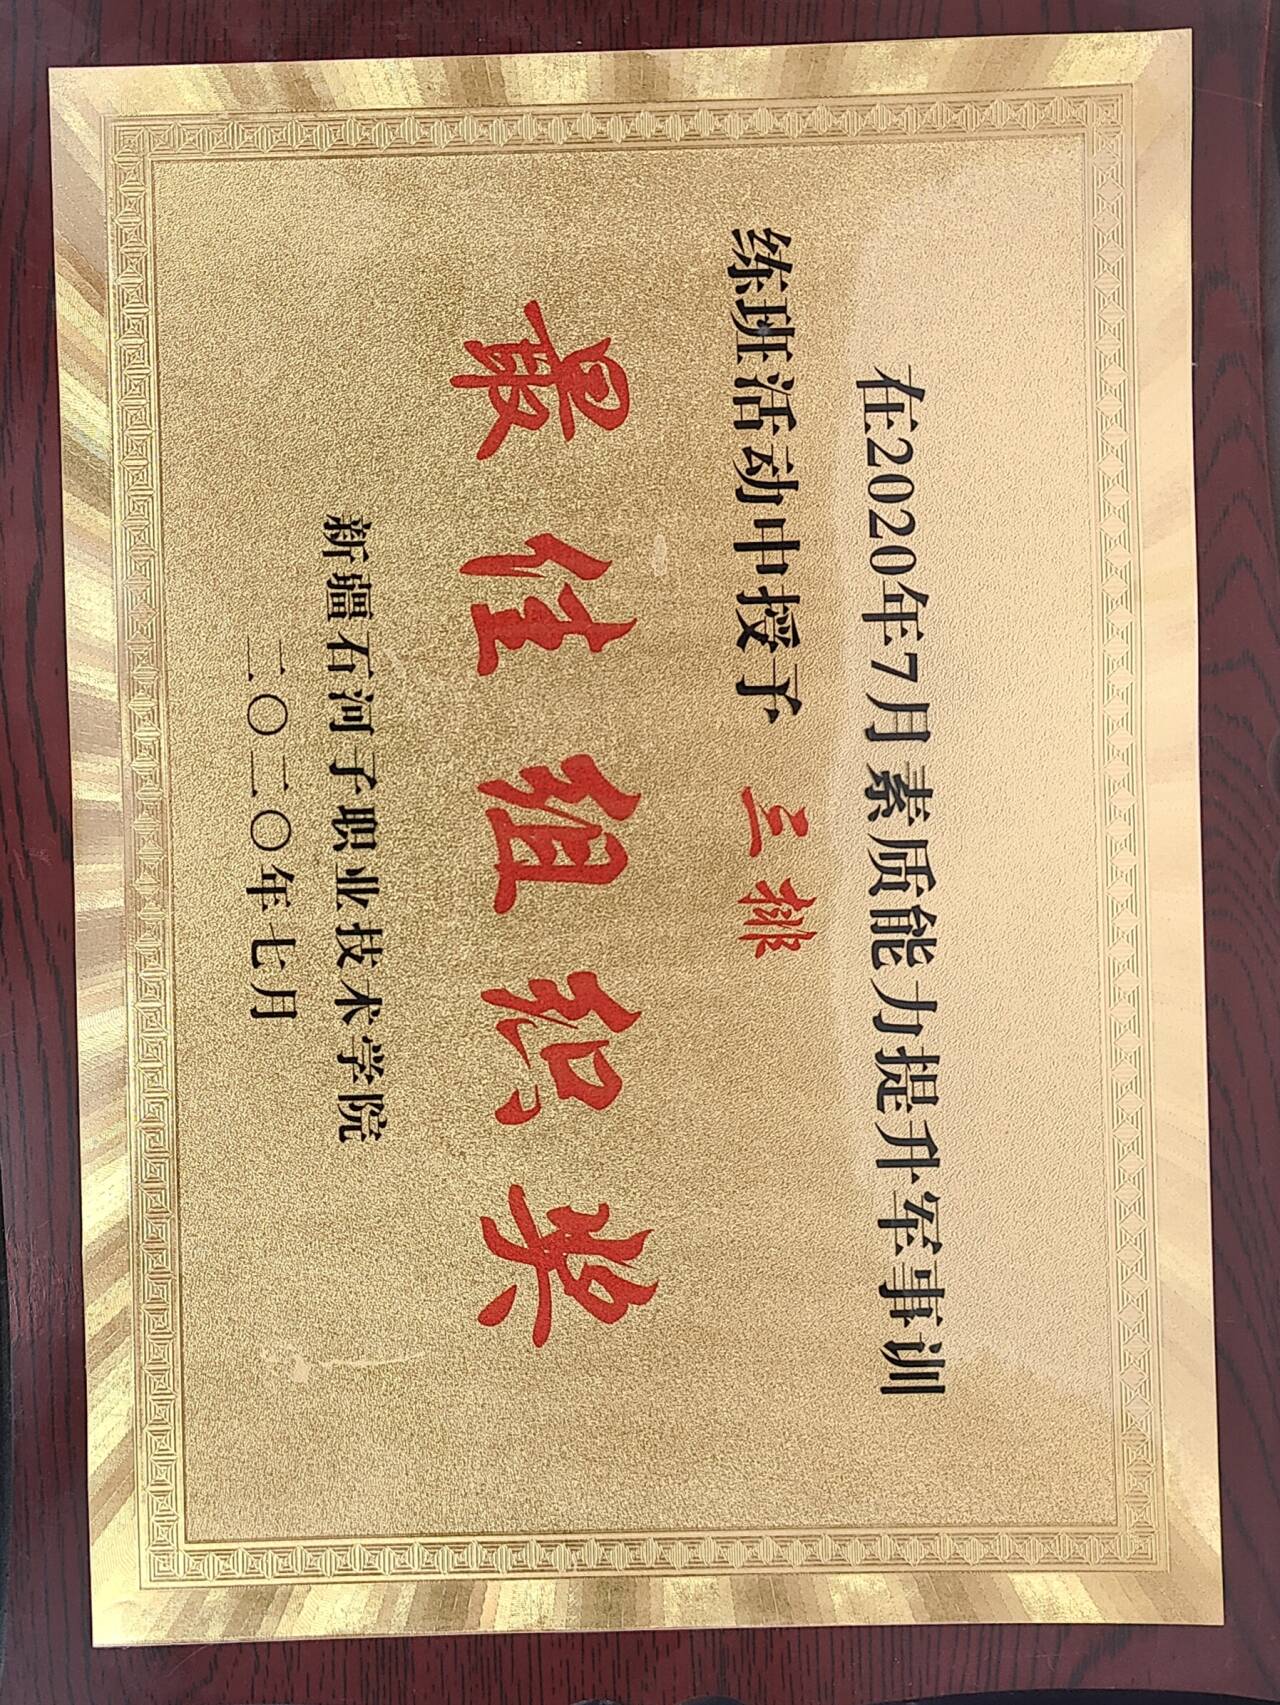 在2020年7月素质能力提升军事训
练班活动中授予 三排
最佳组织奖
新疆石河子职业技术学院
二〇二〇年七月